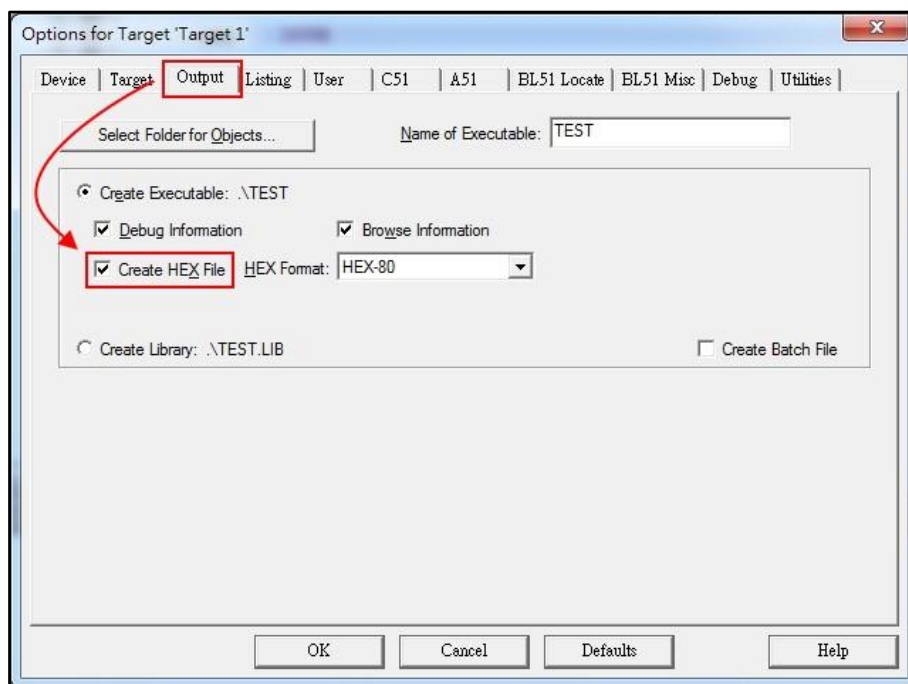 Options for Target 'Target 1'
Device Target Output Listing User C51 A51 BL51 Locate BL51 Misc Debug Utilities
Select Folder for Objects... Name of Executable: TEST
Create Executable: .\TEST
Debug Information Browse Information
Create HEX File HEX Format: HEX-80
Create Library: .\TEST.LIB Create Batch File
OK Cancel Defaults Help